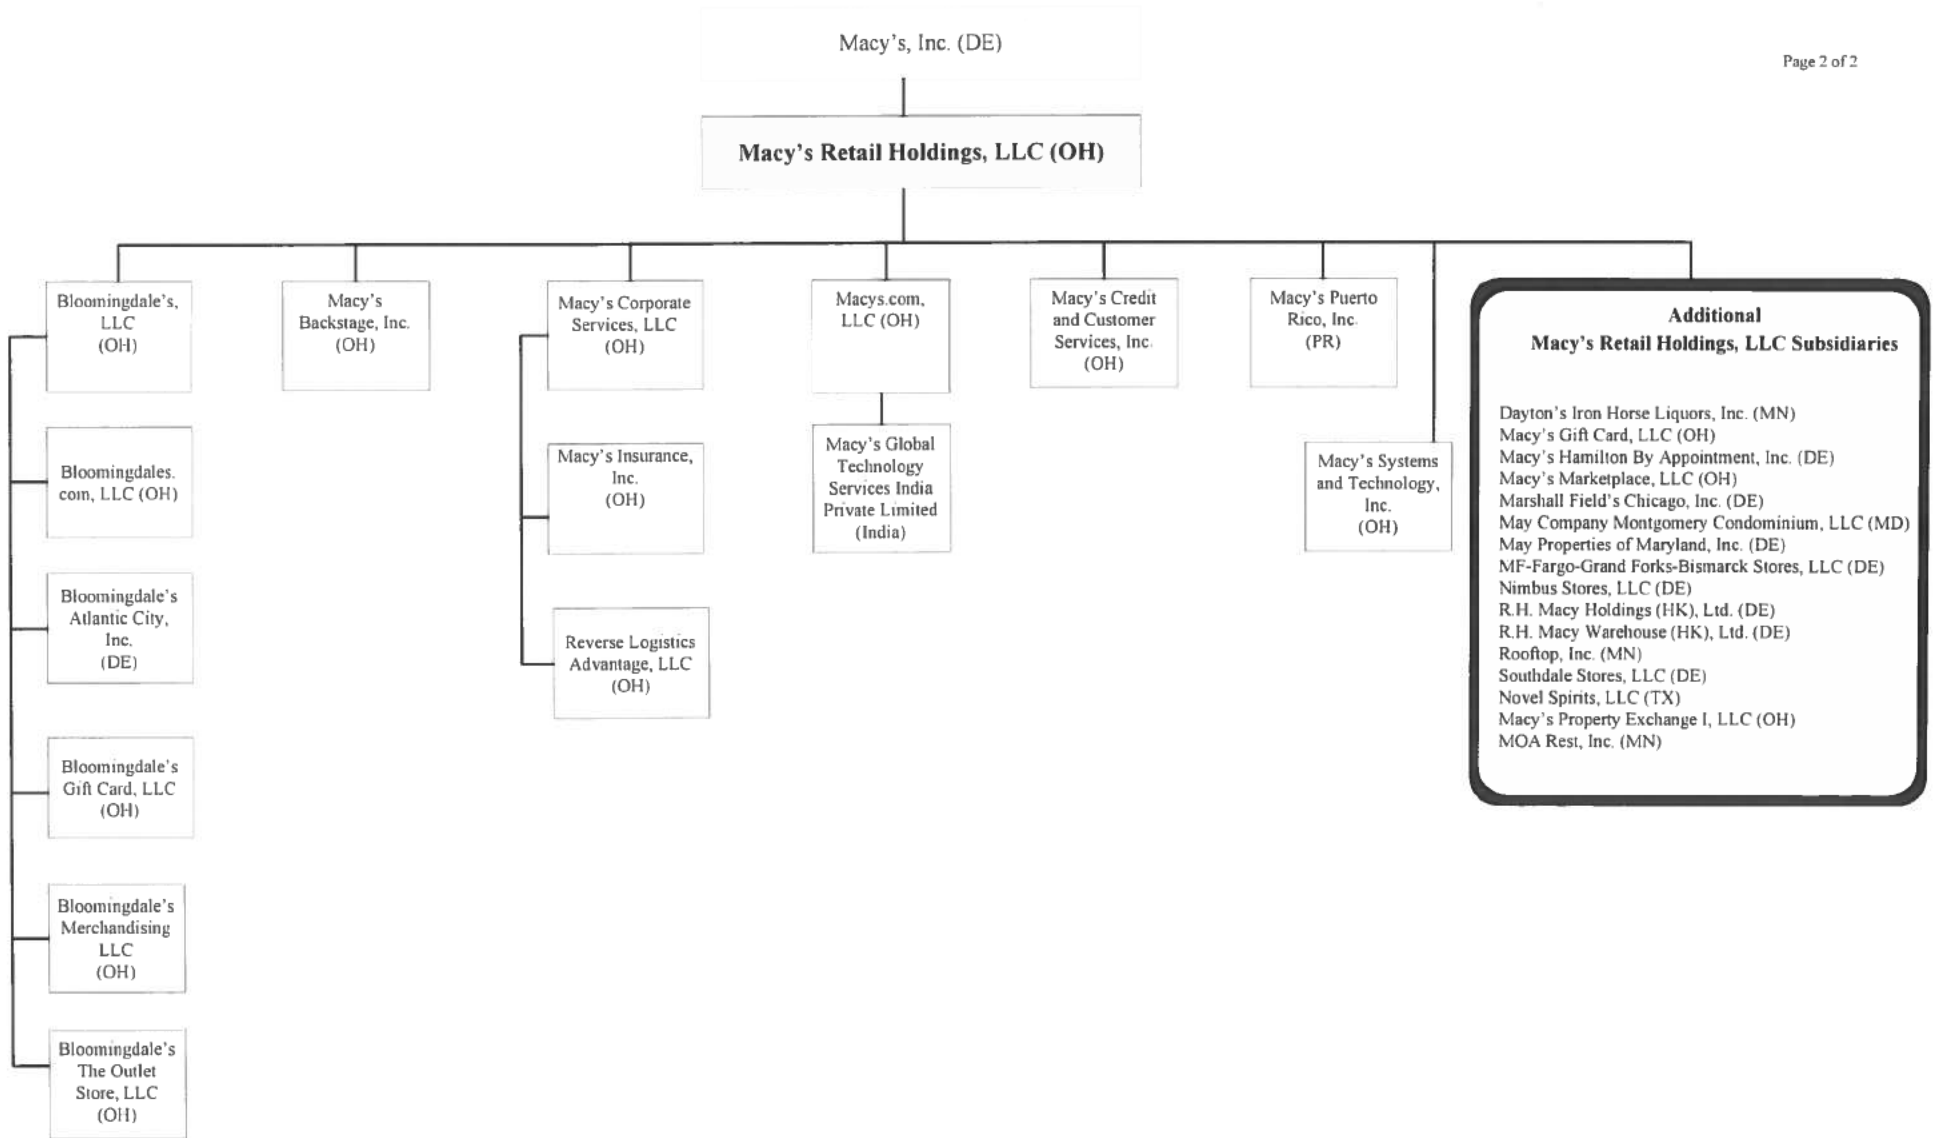 Macy's, Inc. (DE)
Page 2 of 2
Macy's Retail Holdings, LLC (OH)
Bloomingdale's,
LLC
(OH)
Bloomingdales.
com, LLC (OH)
Bloomingdale's
Atlantic City,
Inc.
(DE)
Bloomingdale's
Gift Card, LLC
(OH)
Bloomingdale's
Merchandising
LLC
(OH)
Bloomingdale's
The Outlet
Store, LLC
(OH)
Macy's
Backstage, Inc.
(OH)
Macy's Corporate
Services, LLC
(OH)
Macy's Insurance,
Inc.
(OH)
Reverse Logistics
Advantage, LLC
(OH)
Macys.com,
LLC (OH)
Macy's Global
Technology
Services India
Private Limited
(India)
Macy's Credit
and Customer
Services, Inc.
(OH)
Macy's Puerto
Rico, Inc.
(PR)
Macy's Systems
and Technology,
Inc.
(OH)
Additional
Macy's Retail Holdings, LLC Subsidiaries
Dayton's Iron Horse Liquors, Inc. (MN)
Macy's Gift Card, LLC (OH)
Macy's Hamilton By Appointment, Inc. (DE)
Macy's Marketplace, LLC (OH)
Marshall Field's Chicago, Inc. (DE)
May Company Montgomery Condominium, LLC (MD)
May Properties of Maryland, Inc. (DE)
MF-Fargo-Grand Forks-Bismarck Stores, LLC (DE)
Nimbus Stores, LLC (DE)
R.H. Macy Holdings (HK), Ltd. (DE)
R.H. Macy Warehouse (HK), Ltd. (DE)
Rooftop, Inc. (MN)
Southdale Stores, LLC (DE)
Novel Spirits, LLC (TX)
Macy's Property Exchange I, LLC (OH)
MOA Rest, Inc. (MN)